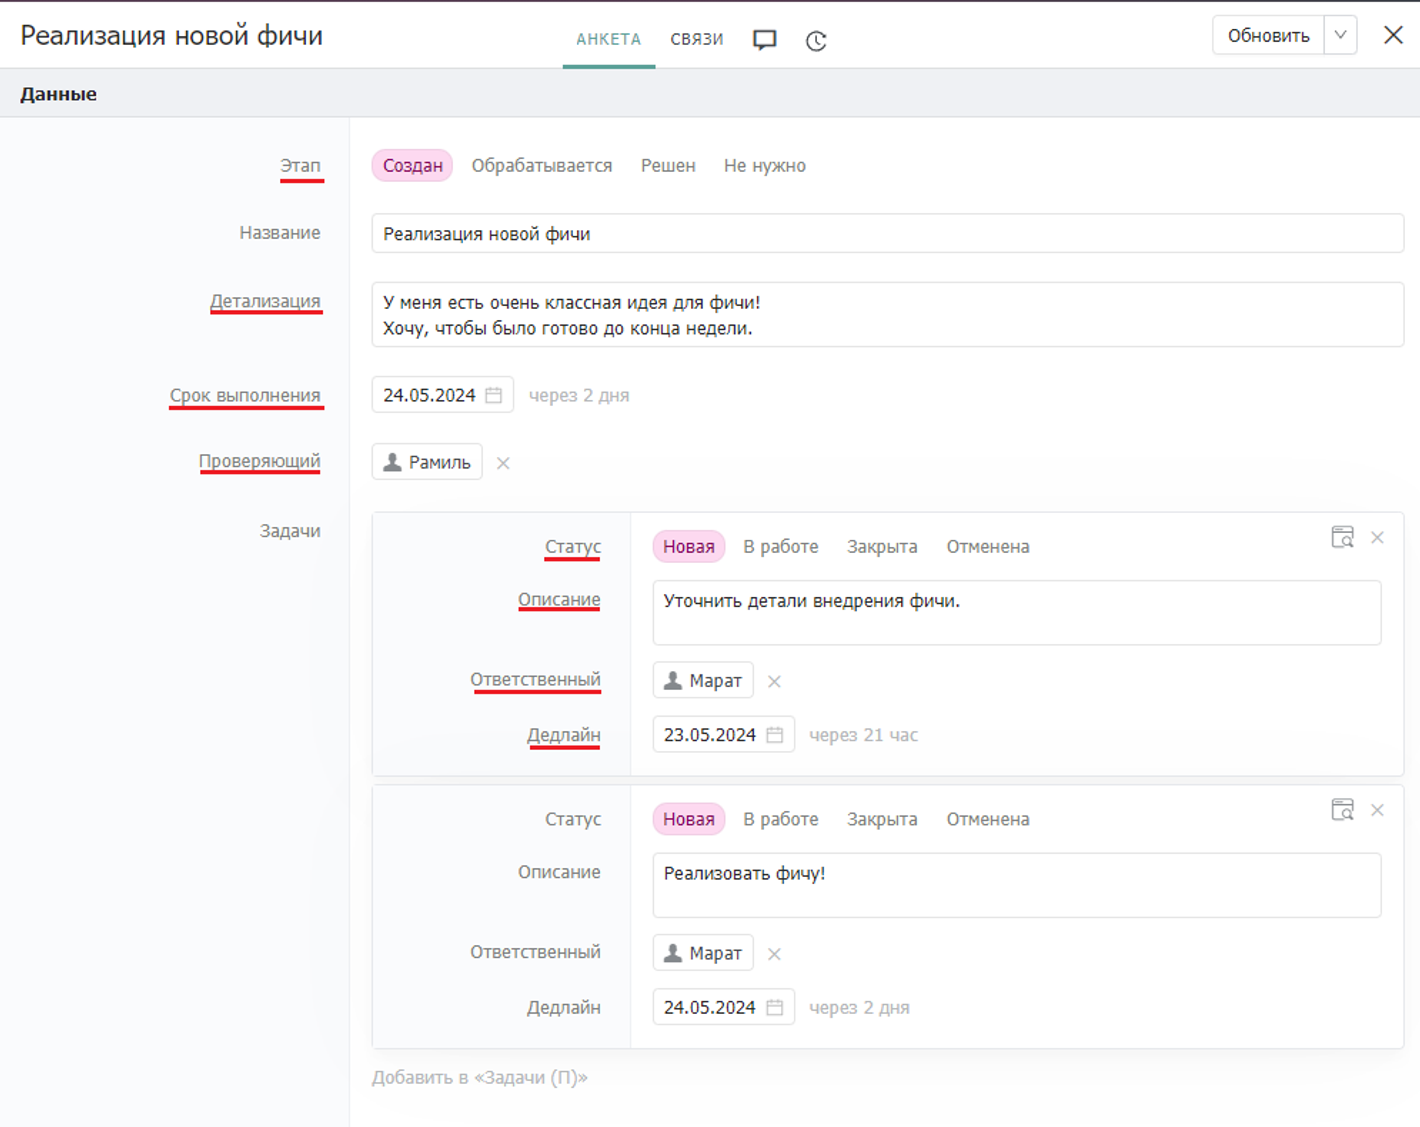 Реализация новой фичи
АНКЕТА СВЯЗИ
Обновить
Данные
Этап
Создан Обрабатывается Решен Не нужно
Название
Реализация новой фичи
Детализация
У меня есть очень классная идея для фичи!
Хочу, чтобы было готово до конца недели.
Срок выполнения
24.05.2024 через 2 дня
Проверяющий
Рамиль
Задачи
Статус
Новая В работе Закрыта Отменена
Описание
Уточнить детали внедрения фичи.
Ответственный
Марат
Дедлайн
23.05.2024 через 21 час
Статус
Новая В работе Закрыта Отменена
Описание
Реализовать фичу!
Ответственный
Марат
Дедлайн
24.05.2024 через 2 дня
Добавить в «Задачи (П)»